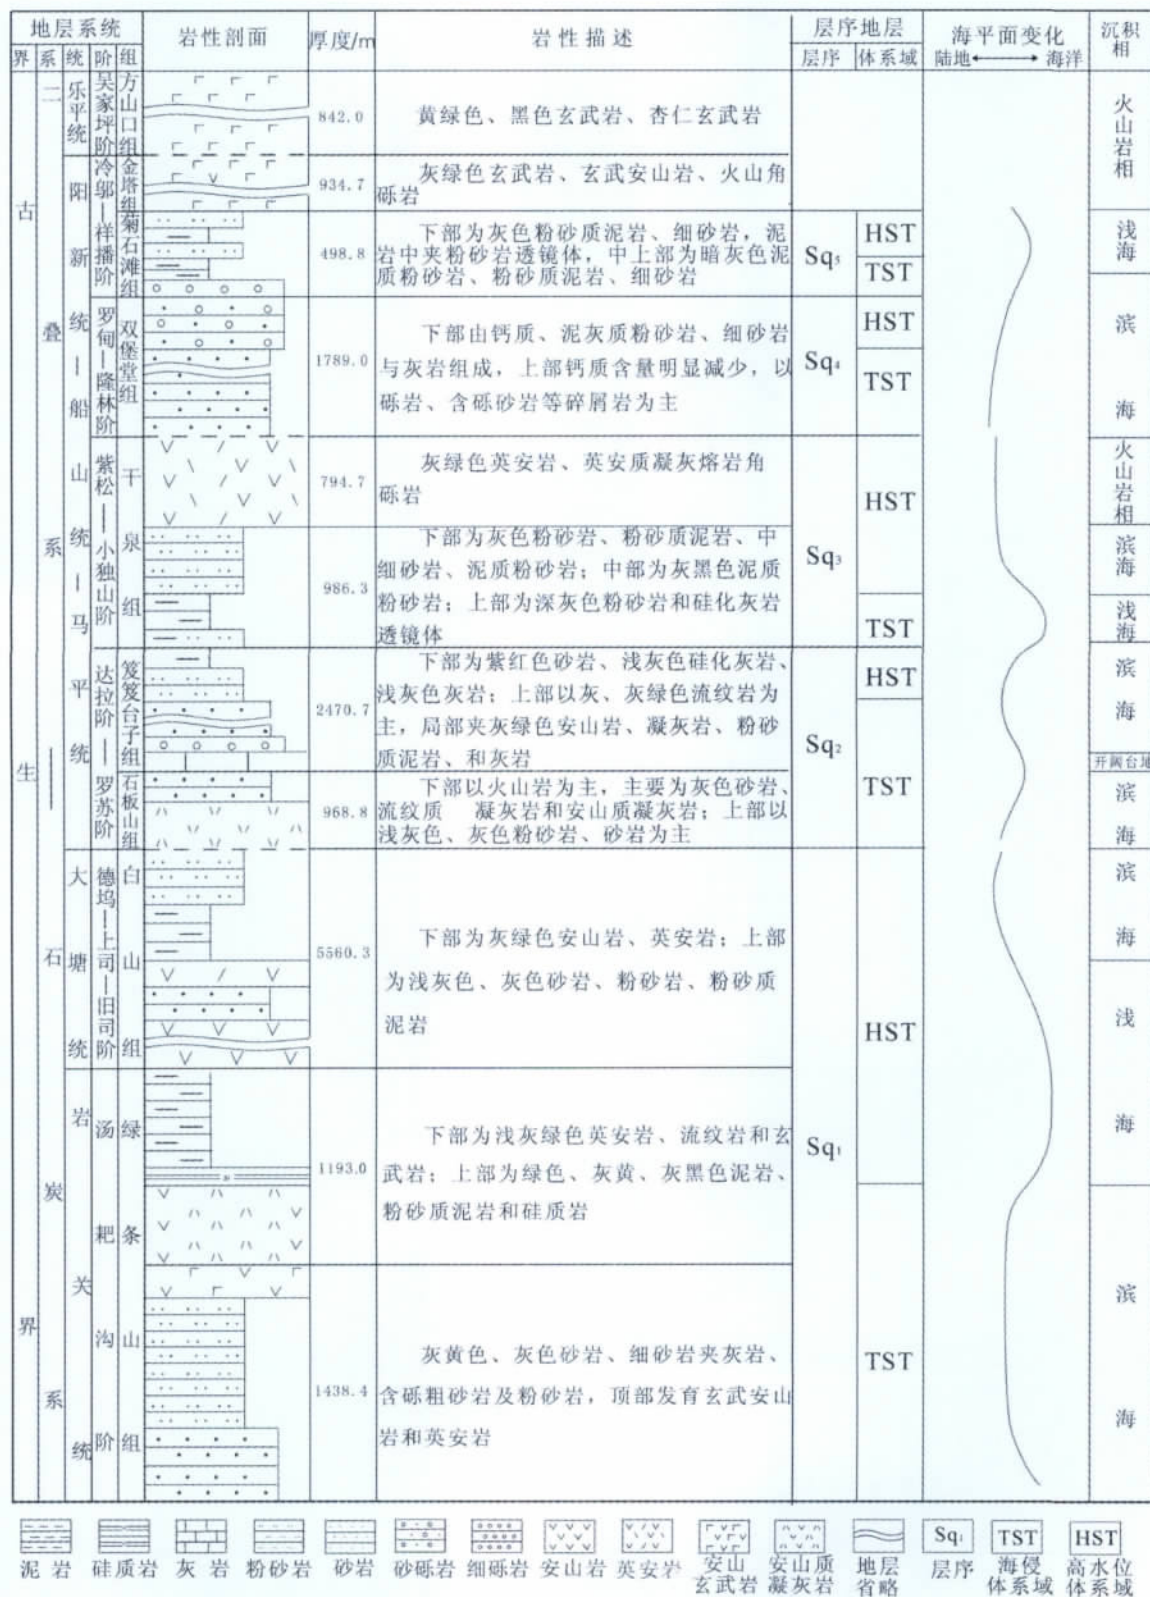 地层系统
岩性剖面
厚度/m
岩性描述
层序地层
海平面变化
沉积相
界
系
统
阶
组
层序
体系域
陆地
海洋
古生界
二叠系
石炭系
乐平统
阳新统
船山统
马平统
大塘统
岩关统
吴家坪阶
方山口组
842.0
黄绿色、黑色玄武岩、杏仁玄武岩
火山岩相
冷邬
祥播阶
金塔组
934.7
灰绿色玄武岩、玄武安山岩、火山角
砾岩
菊石滩组
498.8
下部为灰色粉砂质泥岩、细砂岩，泥
岩中夹粉砂岩透镜体，中上部为暗灰色泥
质粉砂岩、粉砂质泥岩、细砂岩
Sq₅
HST
TST
浅海
罗甸—隆林阶
双堡堂组
1789.0
下部由钙质、泥灰质粉砂岩、细砂岩
与灰岩组成，上部钙质含量明显减少，以
砾岩、含砾砂岩等碎屑岩为主
Sq₄
HST
TST
滨海
紫松—小独山阶
干泉组
794.7
灰绿色英安岩、英安质凝灰熔岩角
砾岩
Sq₃
HST
TST
火山岩相
986.3
下部为灰色粉砂岩、粉砂质泥岩、中
细砂岩、泥质粉砂岩；中部为灰黑色泥质
粉砂岩；上部为深灰色粉砂岩和硅化灰岩
透镜体
滨海
浅海
达拉阶—罗苏阶
笈笈台子组
2470.7
下部为紫红色砂岩、浅灰色硅化灰岩、
浅灰色灰岩；上部以灰、灰绿色流纹岩为
主，局部夹灰绿色安山岩、凝灰岩、粉砂
质泥岩、和灰岩
Sq₂
HST
TST
滨海
开阔台地
石板山组
968.8
下部以火山岩为主，主要为灰色砂岩、
流纹质 凝灰岩和安山质凝灰岩；上部以
浅灰色、灰色粉砂岩、砂岩为主
滨海
德坞—上司—旧司阶
白山组
5560.3
下部为灰绿色安山岩、英安岩；上部
为浅灰色、灰色砂岩、粉砂岩、粉砂质
泥岩
Sq₁
HST
TST
滨海
浅海
汤耙沟阶
绿条山组
1193.0
下部为浅灰绿色英安岩、流纹岩和玄
武岩；上部为绿色、灰黄、灰黑色泥岩、
粉砂质泥岩和硅质岩
1438.4
灰黄色、灰色砂岩、细砂岩夹灰岩、
含砾粗砂岩及粉砂岩，顶部发育玄武安山
岩和英安岩
滨海
泥岩
硅质岩
灰岩
粉砂岩
砂岩
砂砾岩
细砾岩
安山岩
英安岩
安山
玄武岩
安山质
凝灰岩
地层
省略
Sq₁
层序
TST
海侵
体系域
HST
高水位
体系域